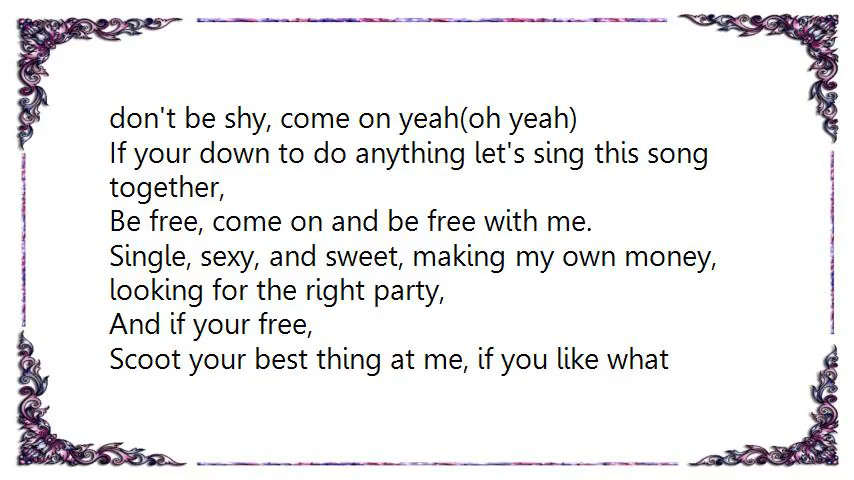 don't be shy, come on yeah(oh yeah)
If your down to do anything let's sing this song
together,
Be free, come on and be free with me.
Single, sexy, and sweet, making my own money,
looking for the right party,
And if your free,
Scoot your best thing at me, if you like what